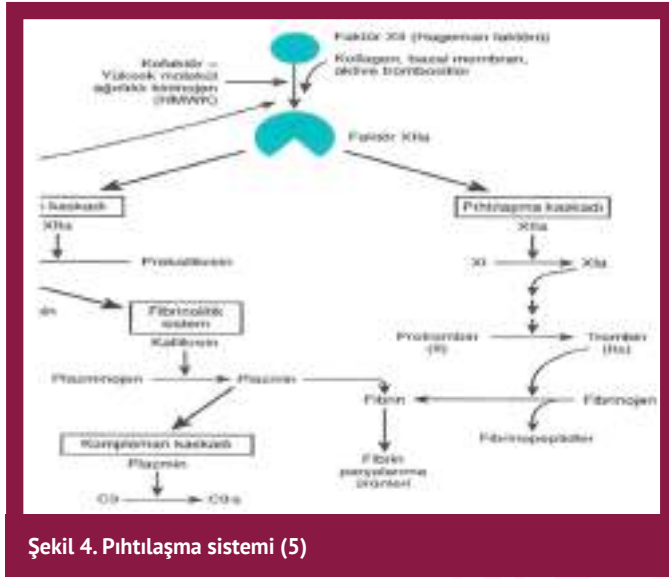 Faktör XII (Hageman faktörü)
Kollagen, bazal membran,
aktive trombositler
Kofaktör –
Yüksek molekül
ağırlıklı kininojen
(HMWK)
Faktör XIIa
kaskadı
XIIa
Prekallikrein
Pıhtılaşma kaskadı
XIIa
XI
XIa
Fibrinolitik
sistem
Kallikrein
Protrombin
(II)
Trombin
(IIa)
Plazminojen
Plazmin
Fibrin
Fibrinojen
Fibrinopeptidler
Kompleman kaskadı
Plazmin
C3
C3a
Fibrin
parçalanma
ürünleri
Şekil 4. Pıhtılaşma sistemi (5)